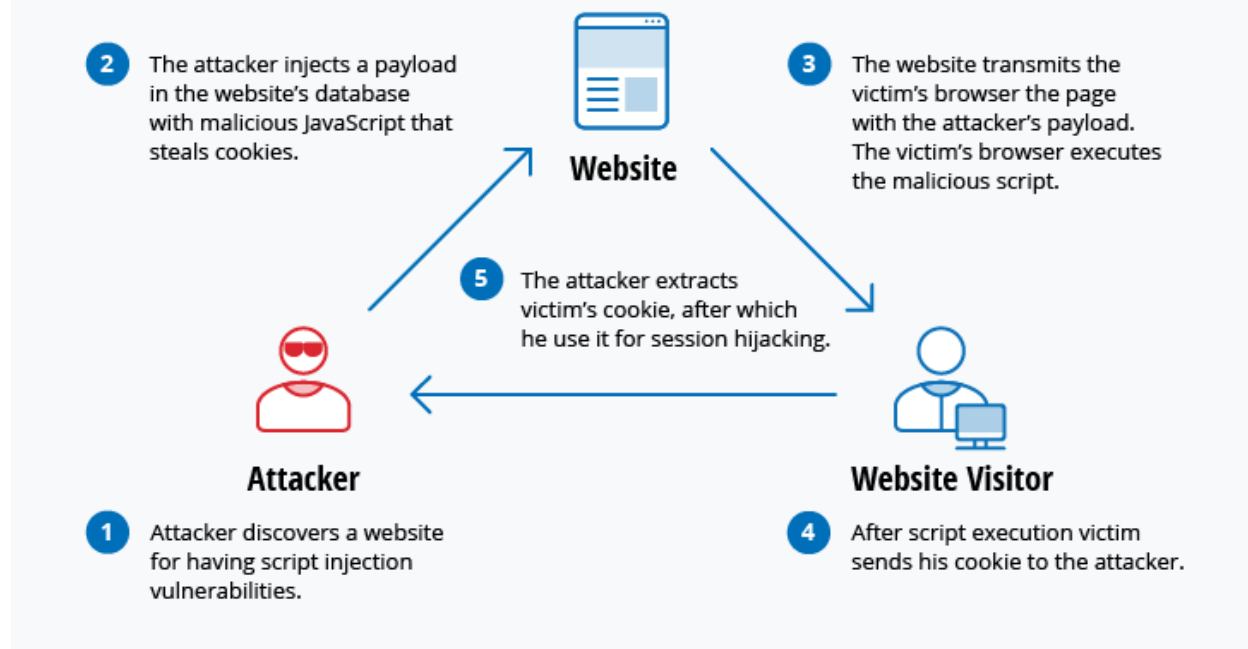 2
The attacker injects a payload
in the website's database
with malicious JavaScript that
steals cookies.
Website
3
The website transmits the
victim's browser the page
with the attacker's payload.
The victim's browser executes
the malicious script.
5
The attacker extracts
victim's cookie, after which
he use it for session hijacking.
Attacker
1
Attacker discovers a website
for having script injection
vulnerabilities.
Website Visitor
4
After script execution victim
sends his cookie to the attacker.